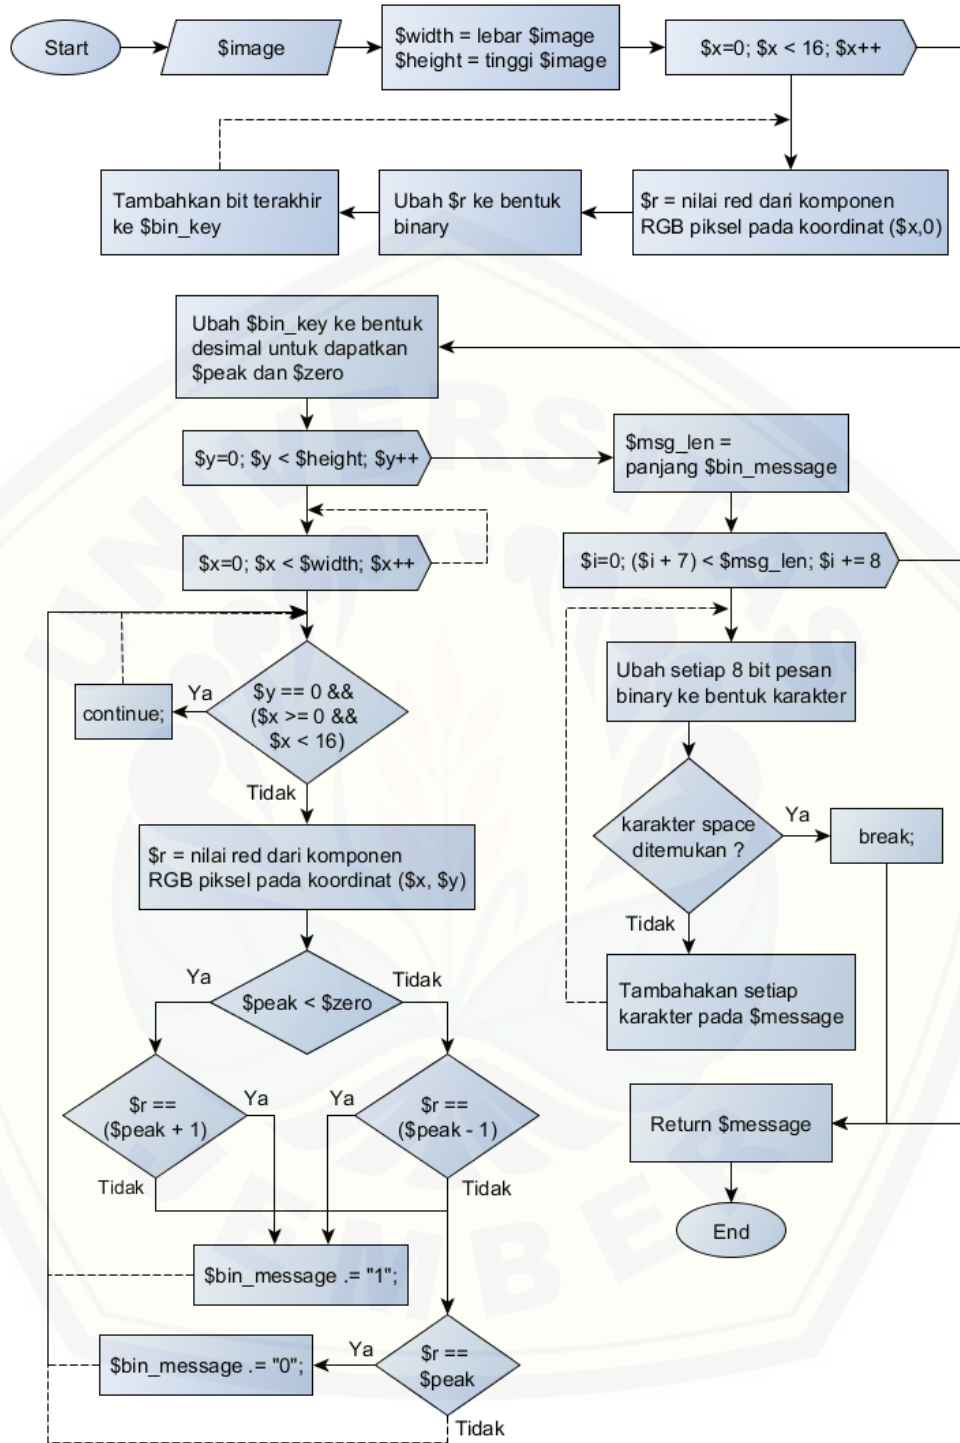 Start
$image
$width = lebar $image
$height = tinggi $image
$x=0; $x < 16; $x++
Tambahkan bit terakhir
ke $bin_key
Ubah $r ke bentuk
binary
$r = nilai red dari komponen
RGB piksel pada koordinat ($x,0)
Ubah $bin_key ke bentuk
desimal untuk dapatkan
$peak dan $zero
$y=0; $y < $height; $y++
$x=0; $x < $width; $x++
$y == 0 &&
($x >= 0 &&
$x < 16)
Ya
continue;
Tidak
$r = nilai red dari komponen
RGB piksel pada koordinat ($x, $y)
$peak < $zero
Ya
Tidak
$r ==
($peak + 1)
Ya
Tidak
$r ==
($peak - 1)
Ya
Tidak
$bin_message .= "1";
$r ==
$peak
Ya
$bin_message .= "0";
Tidak
$msg_len =
panjang $bin_message
$i=0; ($i + 7) < $msg_len; $i += 8
Ubah setiap 8 bit pesan
binary ke bentuk karakter
karakter space
ditemukan ?
Ya
break;
Tidak
Tambahakan setiap
karakter pada $message
Return $message
End
UNIVERSITAS
JEMBER